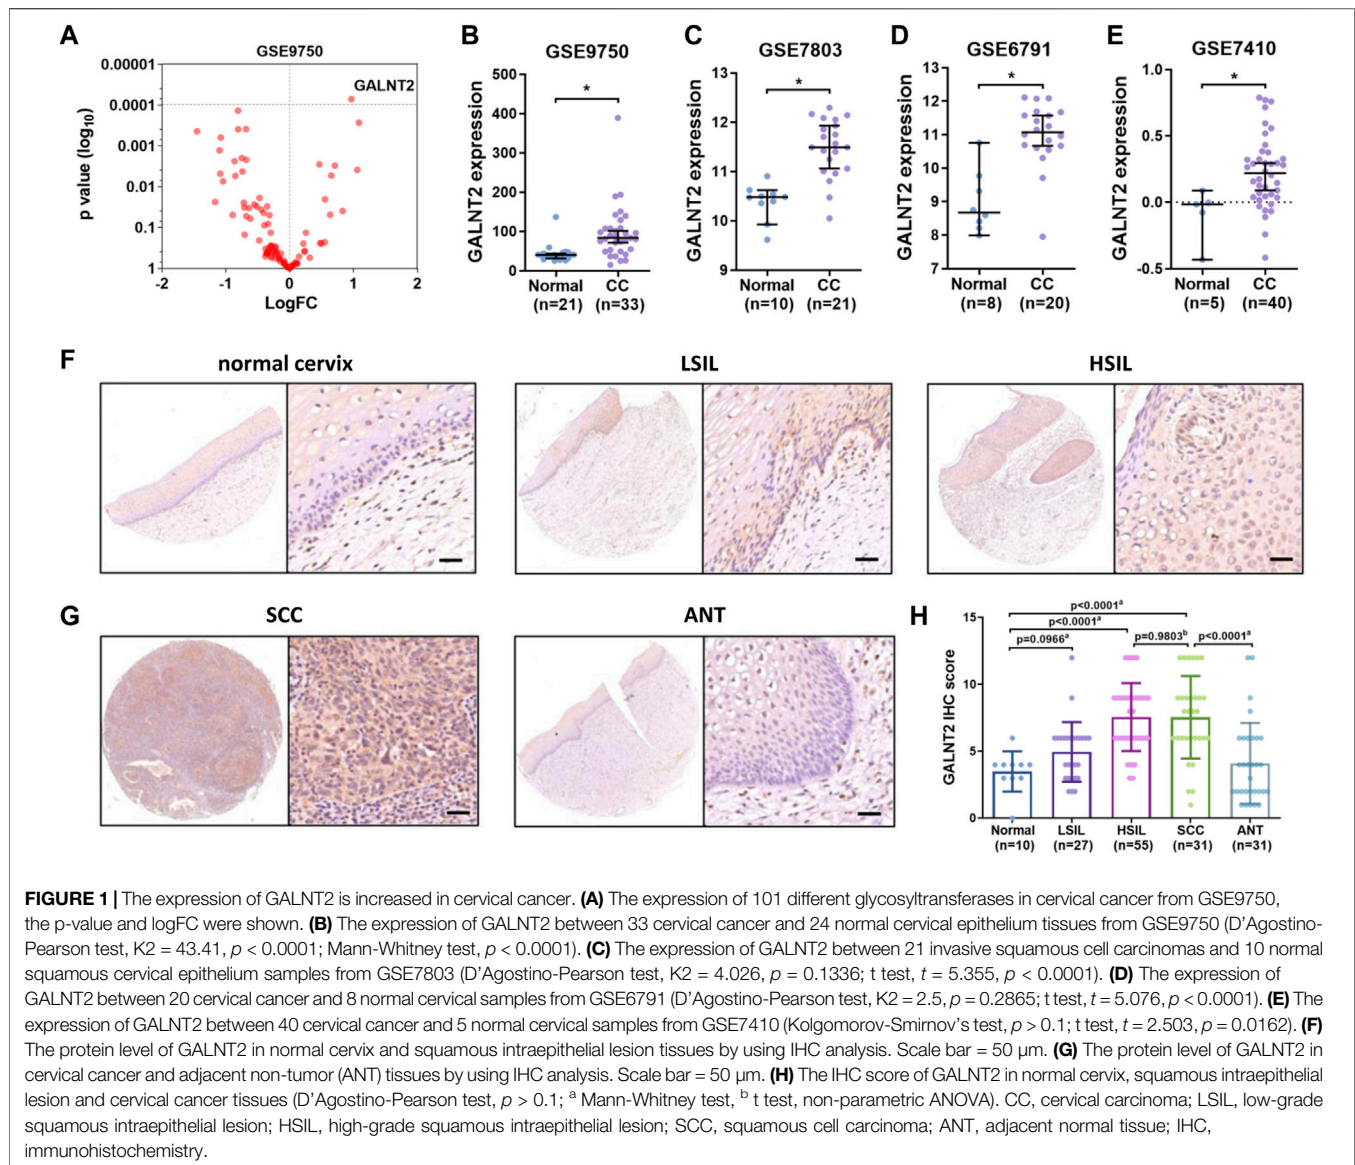 A
GSE9750
GALNT2
0.00001
0.0001
0.001
0.01
0.1
1
p value (log10)
-2
-1
0
1
2
LogFC
B
GSE9750
*
GALNT2 expression
500
400
300
200
100
0
Normal
(n=21)
CC
(n=33)
C
GSE7803
*
GALNT2 expression
13
12
11
10
9
Normal
(n=10)
CC
(n=21)
D
GSE6791
*
GALNT2 expression
13
12
11
10
9
8
7
Normal
(n=8)
CC
(n=20)
E
GSE7410
*
GALNT2 expression
1.0
0.5
0.0
-0.5
Normal
(n=5)
CC
(n=40)
F
normal cervix
LSIL
HSIL
G
SCC
ANT
H
p<0.0001a
p<0.0001a
p=0.0966a
p=0.9803b
p<0.0001a
GALNT2 IHC score
15
10
5
0
Normal
(n=10)
LSIL
(n=27)
HSIL
(n=55)
SCC
(n=31)
ANT
(n=31)
FIGURE 1 | The expression of GALNT2 is increased in cervical cancer. (A) The expression of 101 different glycosyltransferases in cervical cancer from GSE9750,
the p-value and logFC were shown. (B) The expression of GALNT2 between 33 cervical cancer and 24 normal cervical epithelium tissues from GSE9750 (D'Agostino-
Pearson test, K2 = 43.41, p < 0.0001; Mann-Whitney test, p < 0.0001). (C) The expression of GALNT2 between 21 invasive squamous cell carcinomas and 10 normal
squamous cervical epithelium samples from GSE7803 (D'Agostino-Pearson test, K2 = 4.026, p = 0.1336; t test, t = 5.355, p < 0.0001). (D) The expression of
GALNT2 between 20 cervical cancer and 8 normal cervical samples from GSE6791 (D'Agostino-Pearson test, K2 = 2.5, p = 0.2865; t test, t = 5.076, p < 0.0001). (E) The
expression of GALNT2 between 40 cervical cancer and 5 normal cervical samples from GSE7410 (Kolgomorov-Smirnov's test, p > 0.1; t test, t = 2.503, p = 0.0162). (F)
The protein level of GALNT2 in normal cervix and squamous intraepithelial lesion tissues by using IHC analysis. Scale bar = 50 μm. (G) The protein level of GALNT2 in
cervical cancer and adjacent non-tumor (ANT) tissues by using IHC analysis. Scale bar = 50 μm. (H) The IHC score of GALNT2 in normal cervix, squamous intraepithelial
lesion and cervical cancer tissues (D'Agostino-Pearson test, p > 0.1; a Mann-Whitney test, b t test, non-parametric ANOVA). CC, cervical carcinoma; LSIL, low-grade
squamous intraepithelial lesion; HSIL, high-grade squamous intraepithelial lesion; SCC, squamous cell carcinoma; ANT, adjacent normal tissue; IHC,
immunohistochemistry.